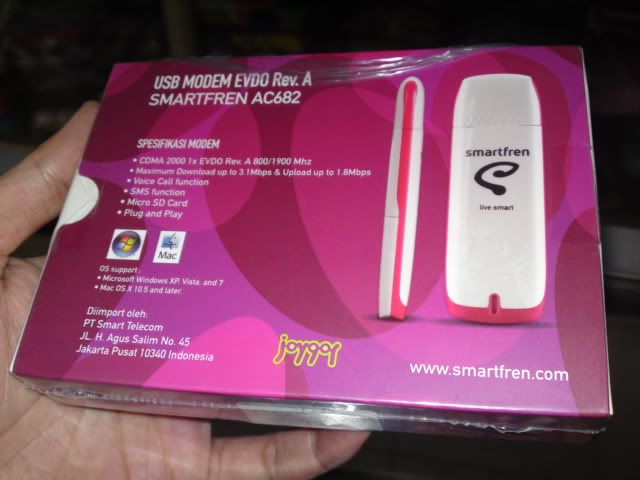 USB MODEM EVDO Rev. A
SMARTFREN AC682
SPESIFIKASI MODEM
• CDMA 2000 1x EVDO Rev. A 800/1900 Mhz
• Maximum Download up to 3.1Mbps & Upload up to 1.8Mbps
• Voice Call function
• SMS function
• Micro SD Card
• Plug and Play
Mac
OS support :
• Microsoft Windows XP, Vista, and 7
• Mac OS X 10.5 and later.
Diimport oleh:
PT Smart Telecom
JL. H. Agus Salim No. 45
Jakarta Pusat 10340 Indonesia
smartfren
live smart
www.smartfren.com